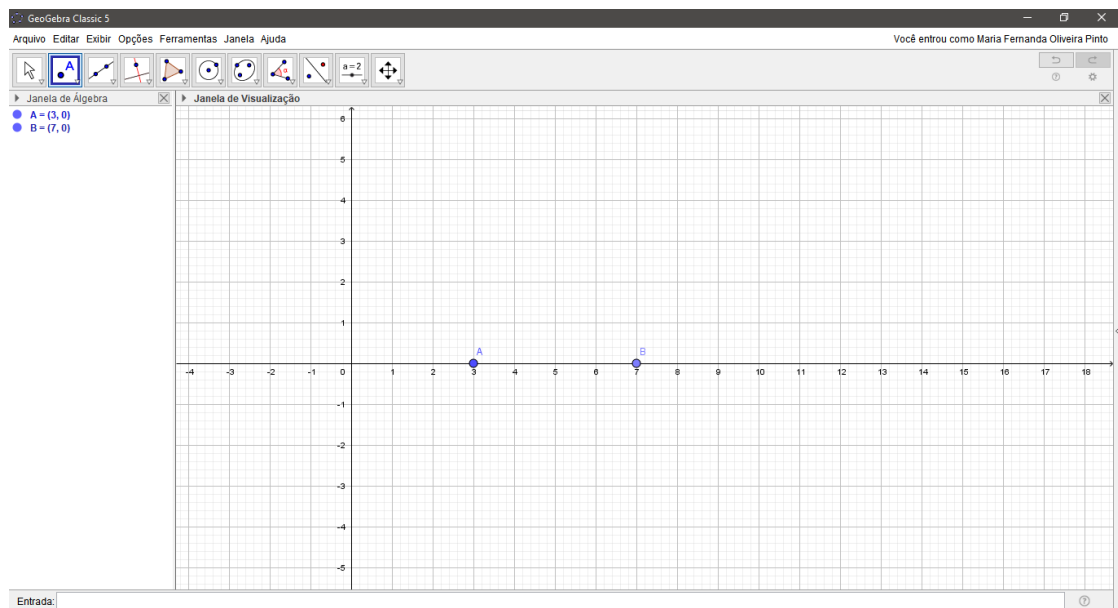 GeoGebra Classic 5
Arquivo Editar Exibir Opções Ferramentas Janela Ajuda
Você entrou como Maria Fernanda Oliveira Pinto
A
α
a = 2
Janela de Álgebra
Janela de Visualização
A = (3, 0)
B = (7, 0)
6
5
4
3
2
1
A
B
-4 -3 -2 -1 0 1 2 3 4 5 6 7 8 9 10 11 12 13 14 15 16 17 18
-1
-2
-3
-4
-5
Entrada: